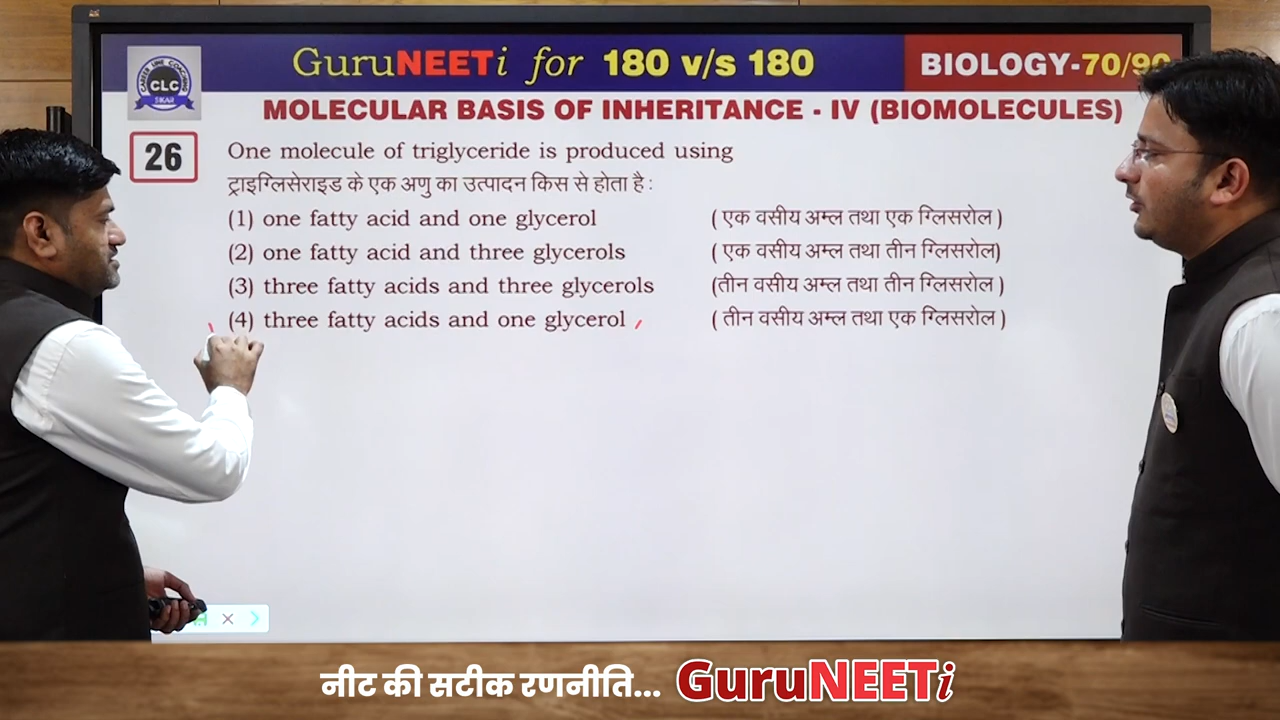 GuruNEETi for 180 v/s 180
BIOLOGY-70/90
CAREER LINE COACHING
CLC
SIKAR
MOLECULAR BASIS OF INHERITANCE - IV (BIOMOLECULES)
26
One molecule of triglyceride is produced using
ट्राइग्लिसेराइड के एक अणु का उत्पादन किस से होता है :
(1) one fatty acid and one glycerol ( एक वसीय अम्ल तथा एक ग्लिसरोल )
(2) one fatty acid and three glycerols ( एक वसीय अम्ल तथा तीन ग्लिसरोल)
(3) three fatty acids and three glycerols (तीन वसीय अम्ल तथा तीन ग्लिसरोल )
(4) three fatty acids and one glycerol ( तीन वसीय अम्ल तथा एक ग्लिसरोल )
नीट की सटीक रणनीति... GuruNEETi